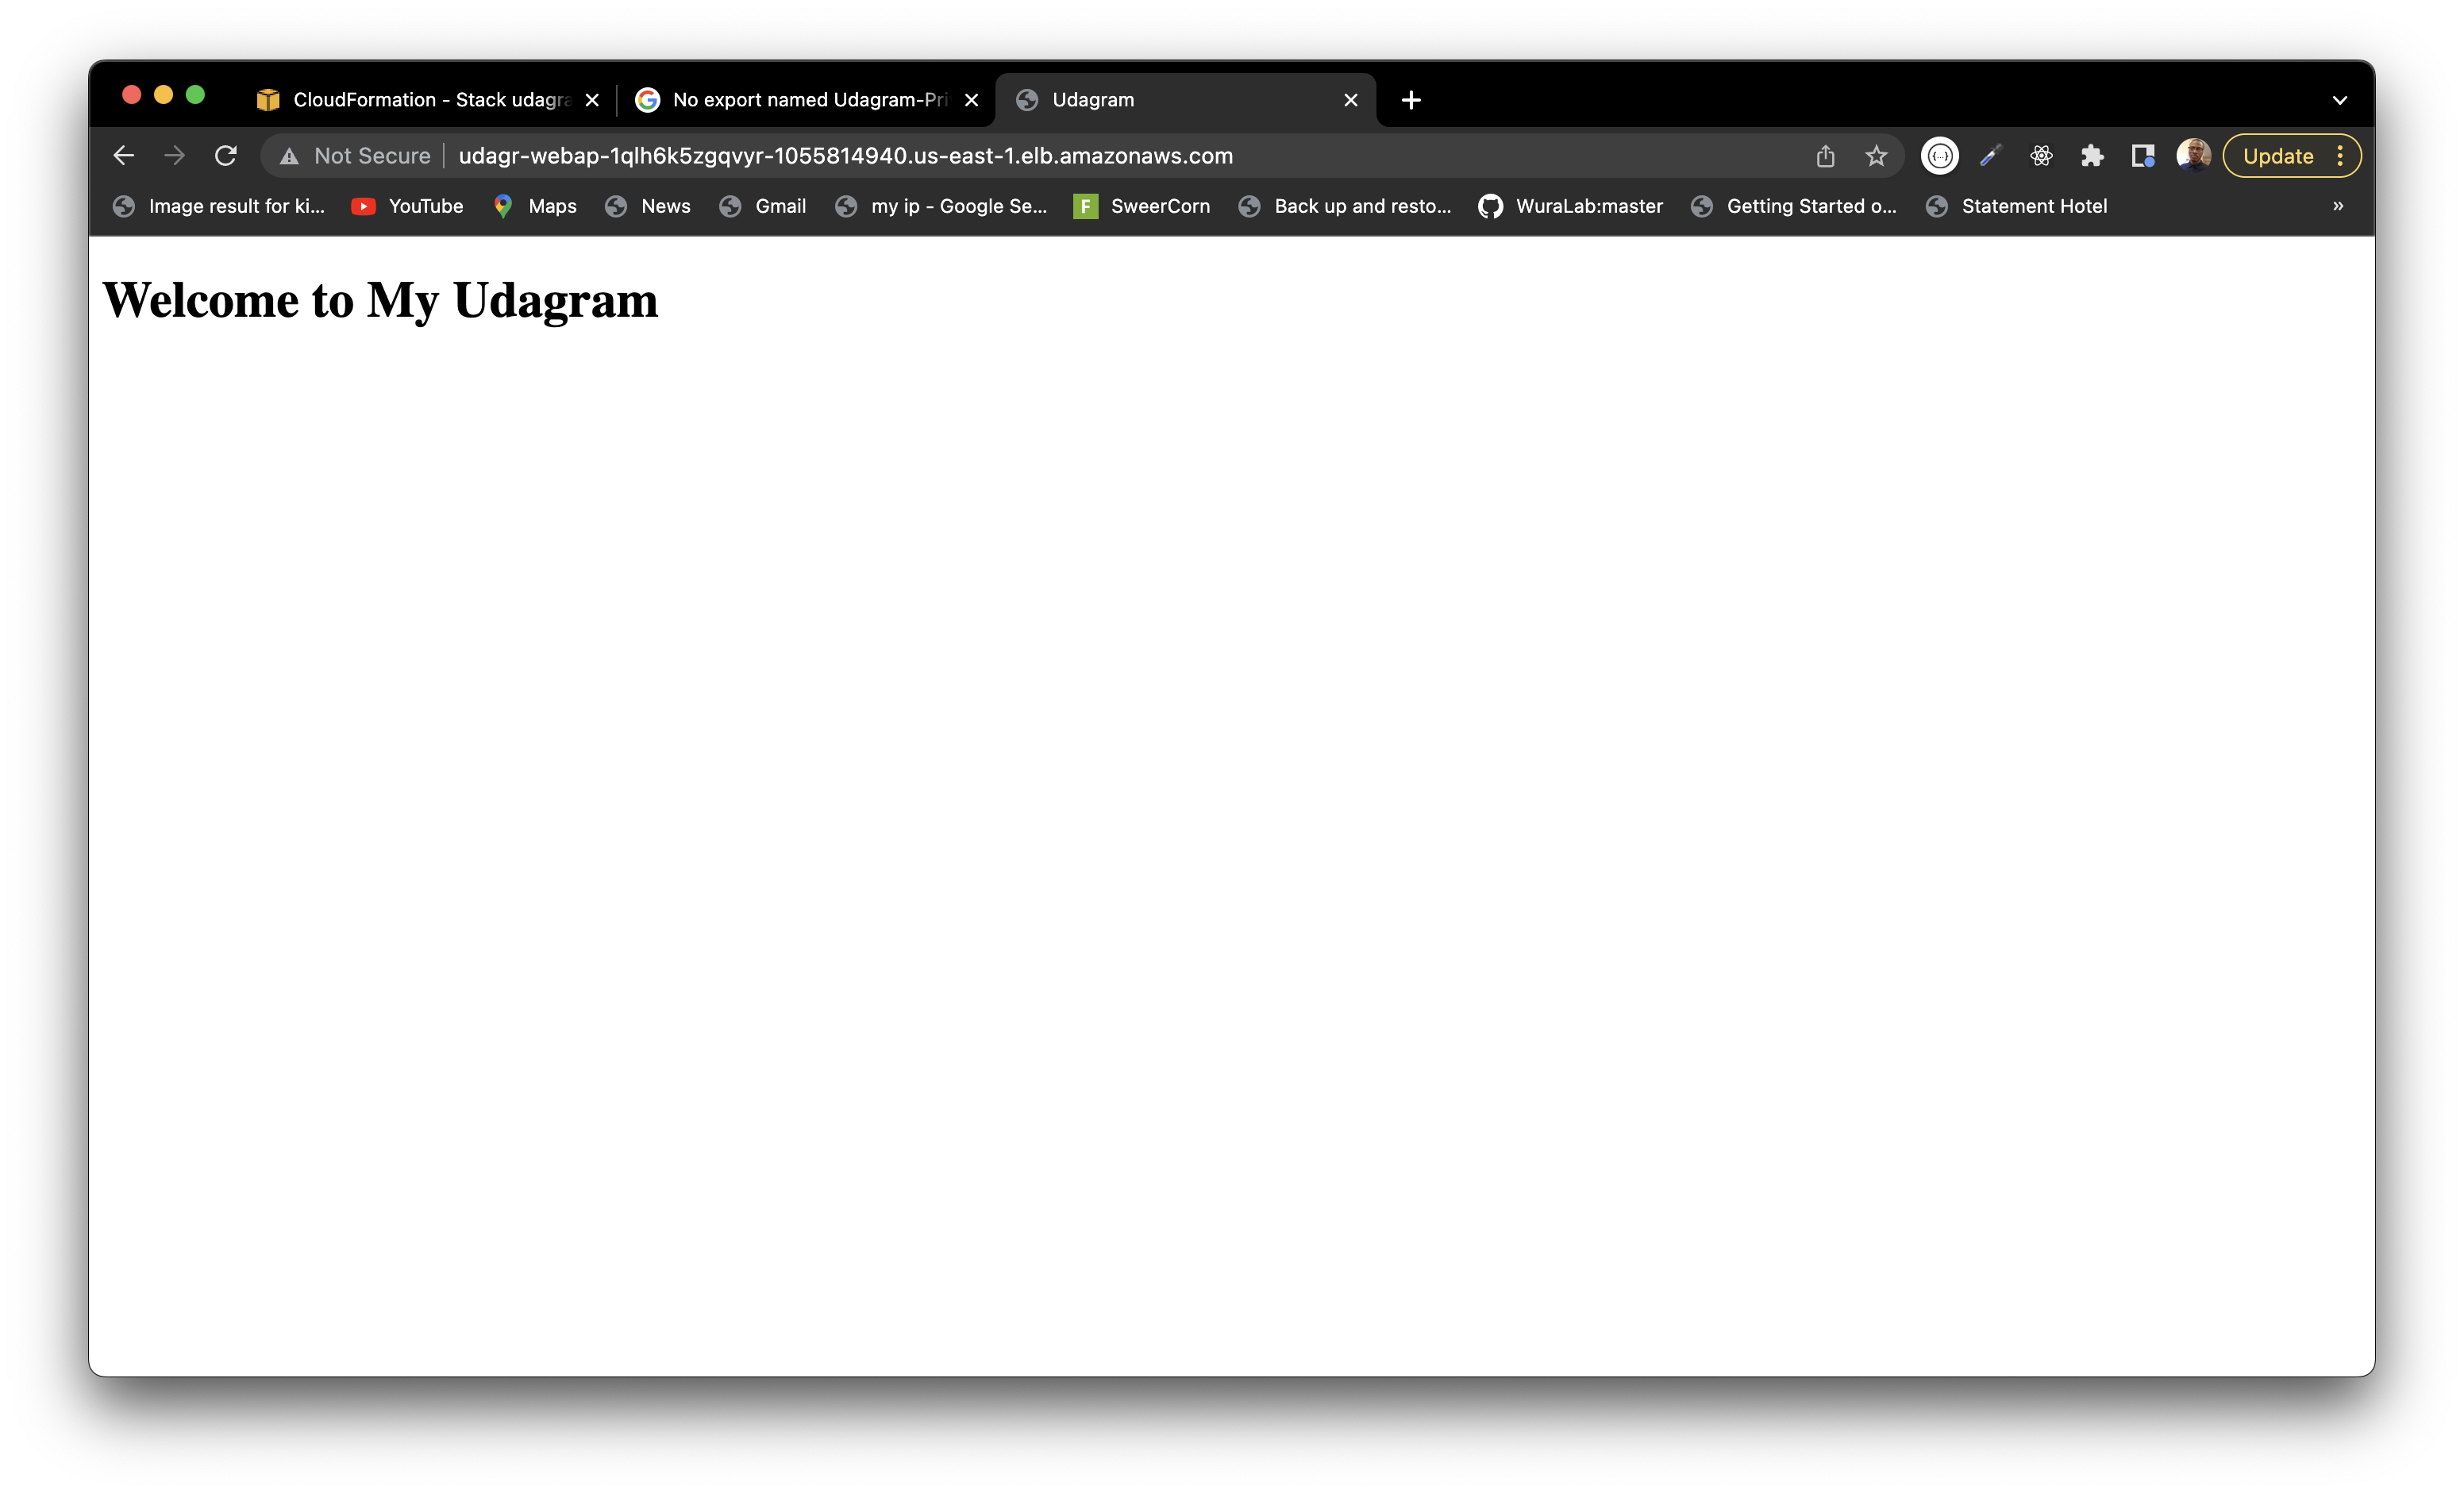 CloudFormation - Stack udagra
No export named Udagram-Pri
Udagram
Not Secure
udagr-webap-1qlh6k5zgqvyr-1055814940.us-east-1.elb.amazonaws.com
Update
Image result for ki...
YouTube
Maps
News
Gmail
my ip - Google Se...
F SweerCorn
Back up and resto...
WuraLab:master
Getting Started o...
Statement Hotel
»
Welcome to My Udagram